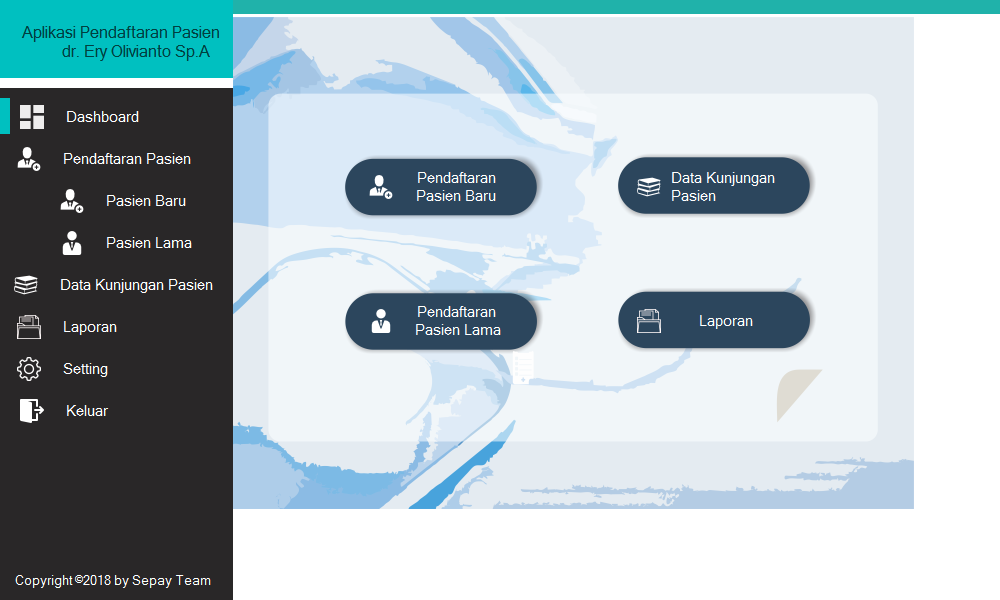 Aplikasi Pendaftaran Pasien
dr. Ery Olivianto Sp.A
Dashboard
Pendaftaran Pasien
Pasien Baru
Pasien Lama
Data Kunjungan Pasien
Laporan
Setting
Keluar
Copyright©2018 by Sepay Team
Pendaftaran
Pasien Baru
Data Kunjungan
Pasien
Pendaftaran
Pasien Lama
Laporan